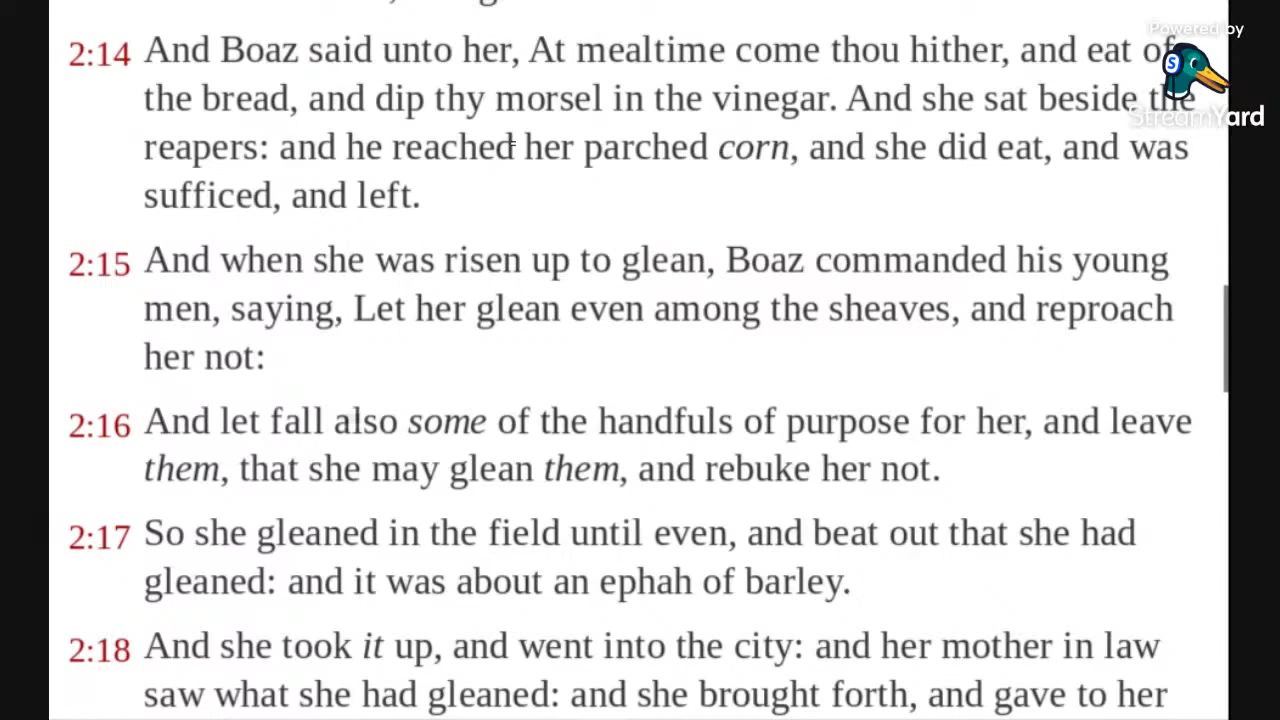 Powered by
2:14 And Boaz said unto her, At mealtime come thou hither, and eat of
the bread, and dip thy morsel in the vinegar. And she sat beside the
StreamYard
reapers: and he reached her parched corn, and she did eat, and was
sufficed, and left.
2:15 And when she was risen up to glean, Boaz commanded his young
men, saying, Let her glean even among the sheaves, and reproach
her not:
2:16 And let fall also some of the handfuls of purpose for her, and leave
them, that she may glean them, and rebuke her not.
2:17 So she gleaned in the field until even, and beat out that she had
gleaned: and it was about an ephah of barley.
2:18 And she took it up, and went into the city: and her mother in law
saw what she had gleaned: and she brought forth, and gave to her